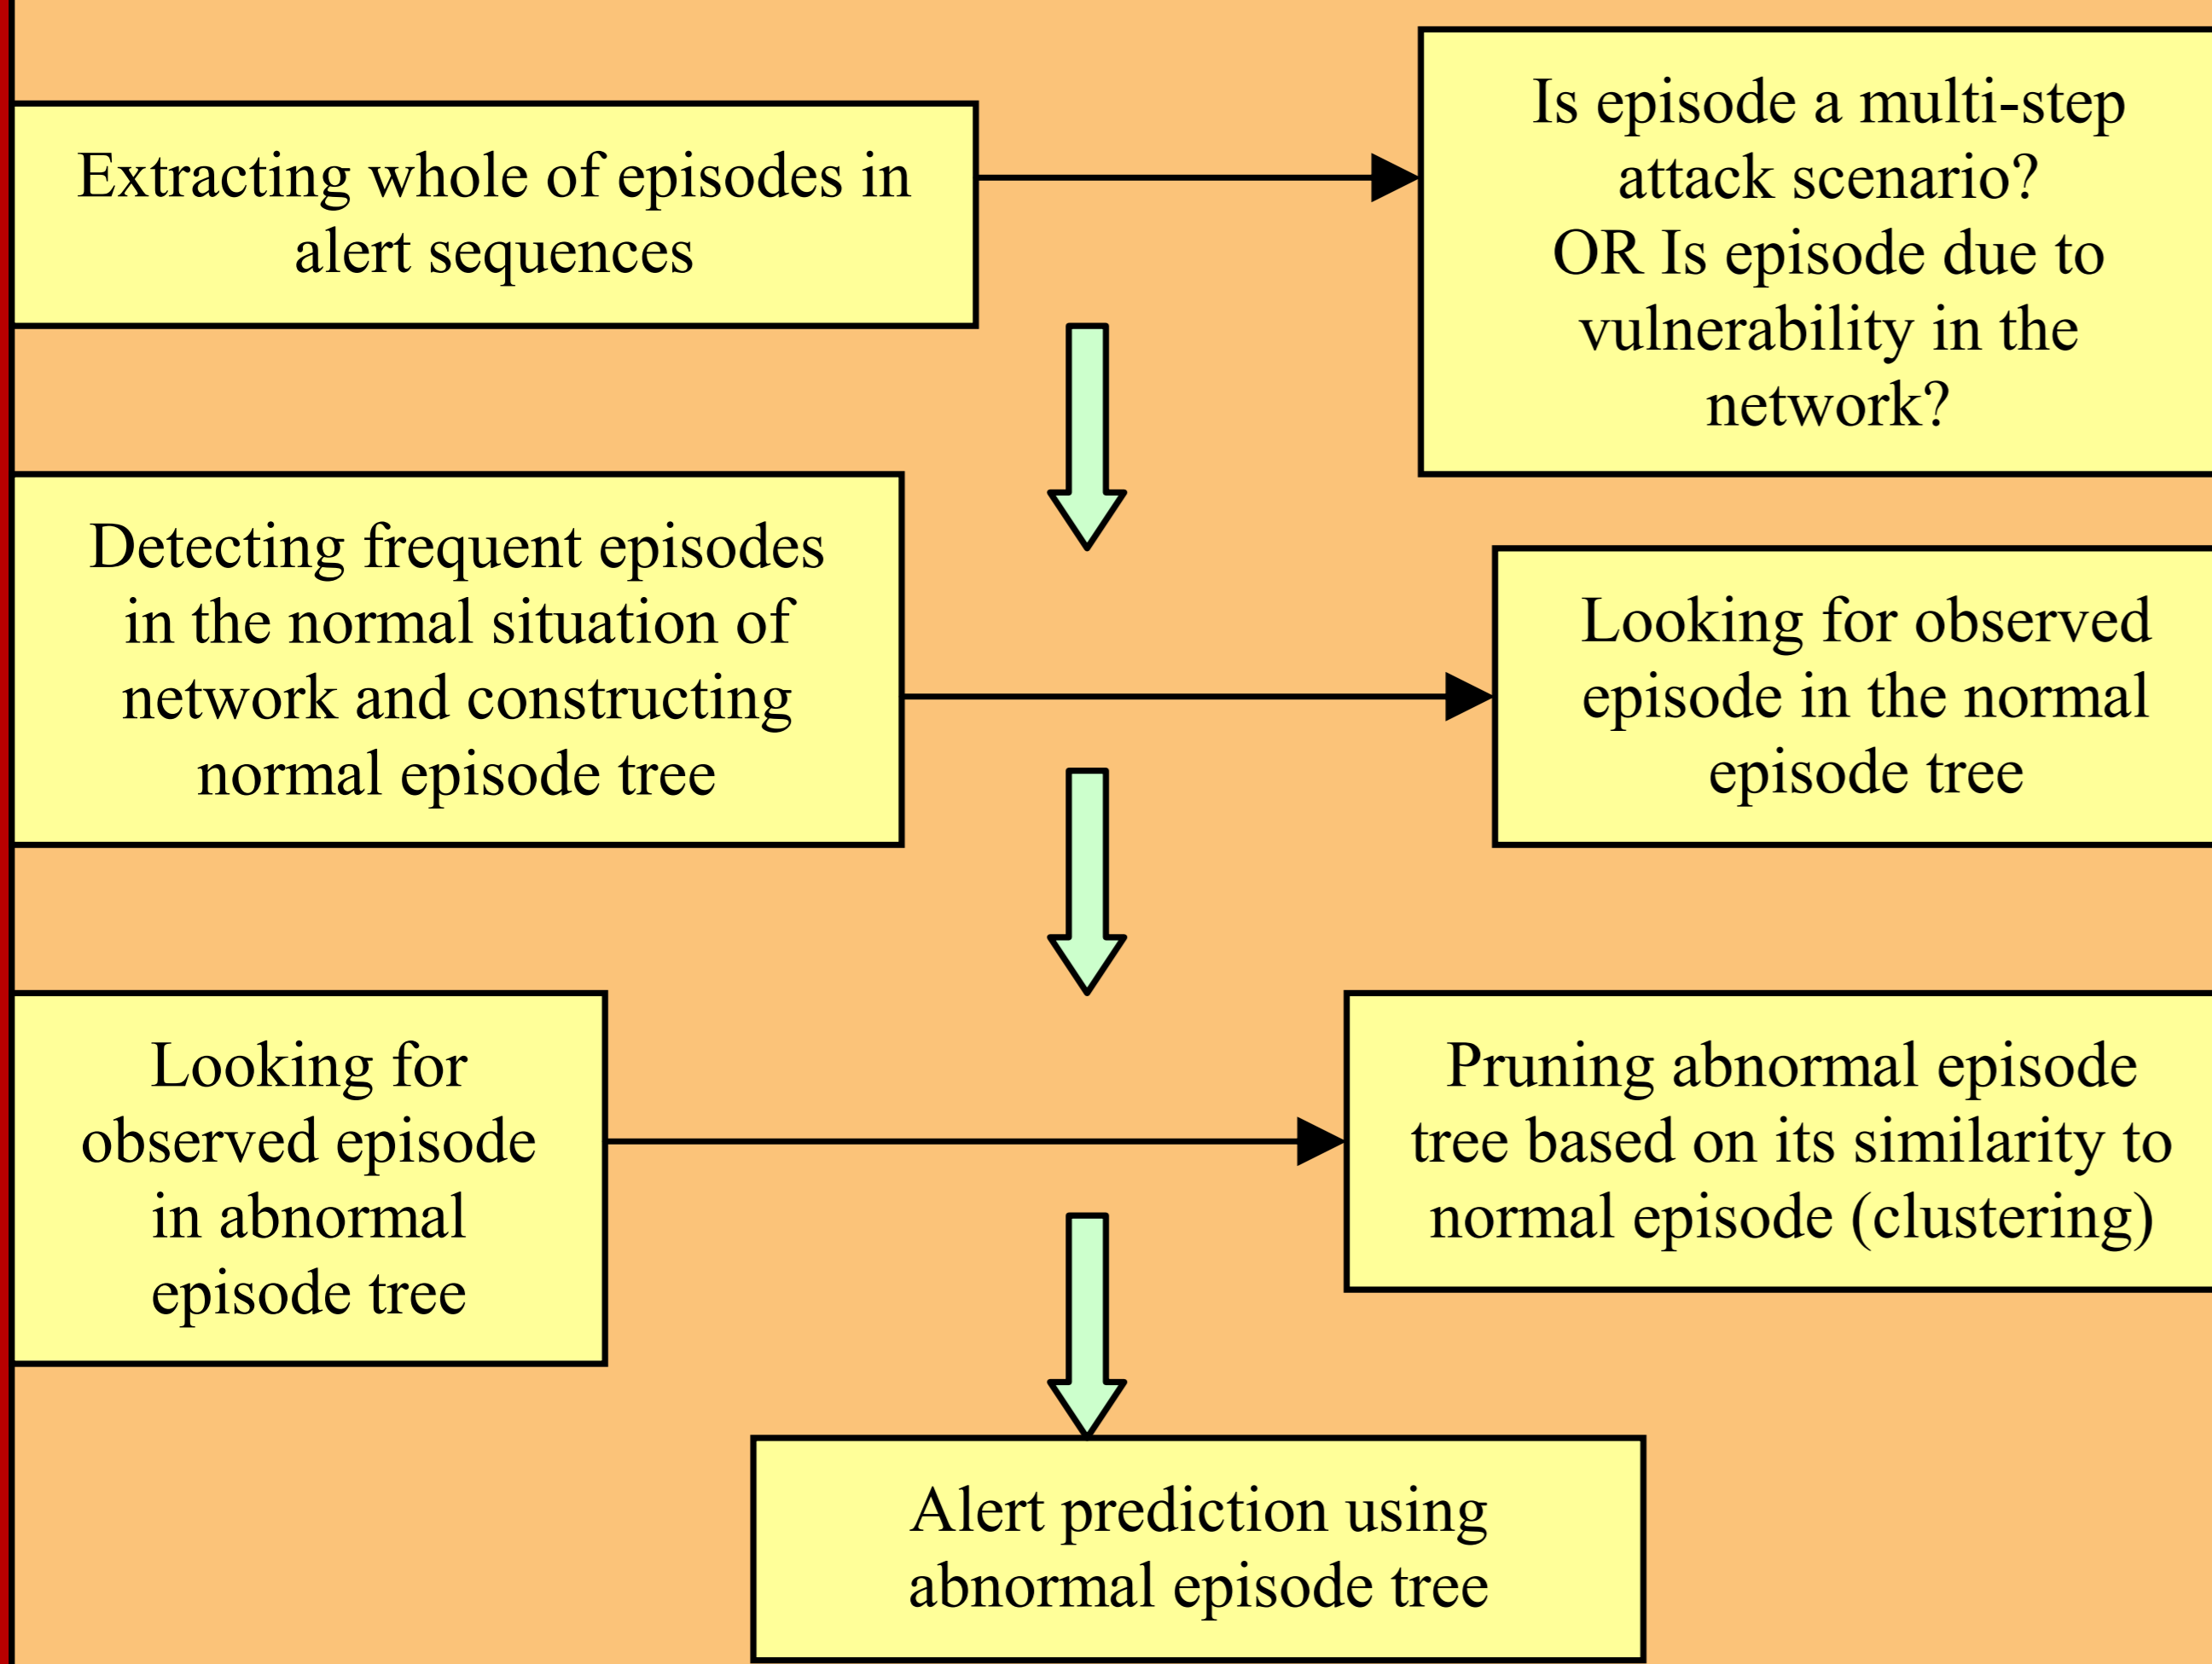 Extracting whole of episodes in
alert sequences
Is episode a multi-step
attack scenario?
OR Is episode due to
vulnerability in the
network?
Detecting frequent episodes
in the normal situation of
network and constructing
normal episode tree
Looking for observed
episode in the normal
episode tree
Looking for
observed episode
in abnormal
episode tree
Pruning abnormal episode
tree based on its similarity to
normal episode (clustering)
Alert prediction using
abnormal episode tree